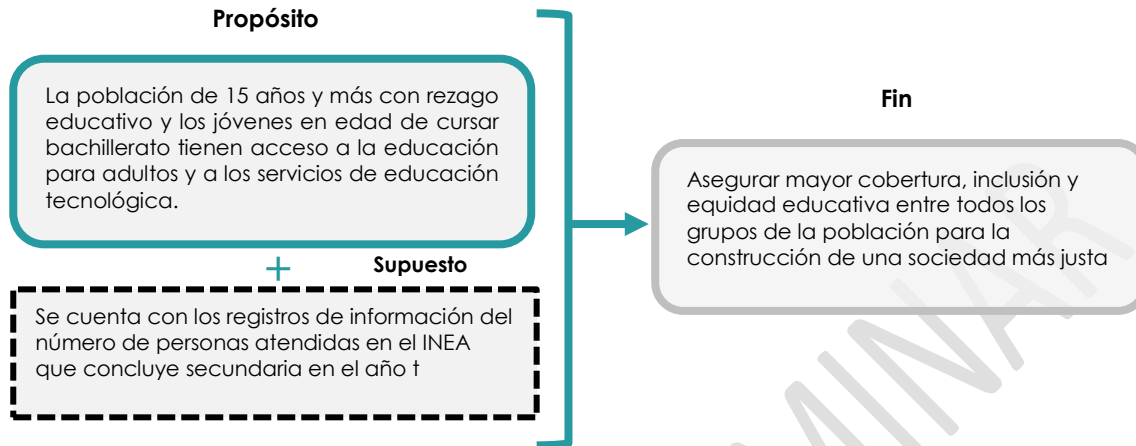 Propósito
La población de 15 años y más con rezago
educativo y los jóvenes en edad de cursar
bachillerato tienen acceso a la educación
para adultos y a los servicios de educación
tecnológica.
+
Supuesto
Se cuenta con los registros de información del
número de personas atendidas en el INEA
que concluye secundaria en el año t
Fin
Asegurar mayor cobertura, inclusión y
equidad educativa entre todos los
grupos de la población para la
construcción de una sociedad más justa
MINAR